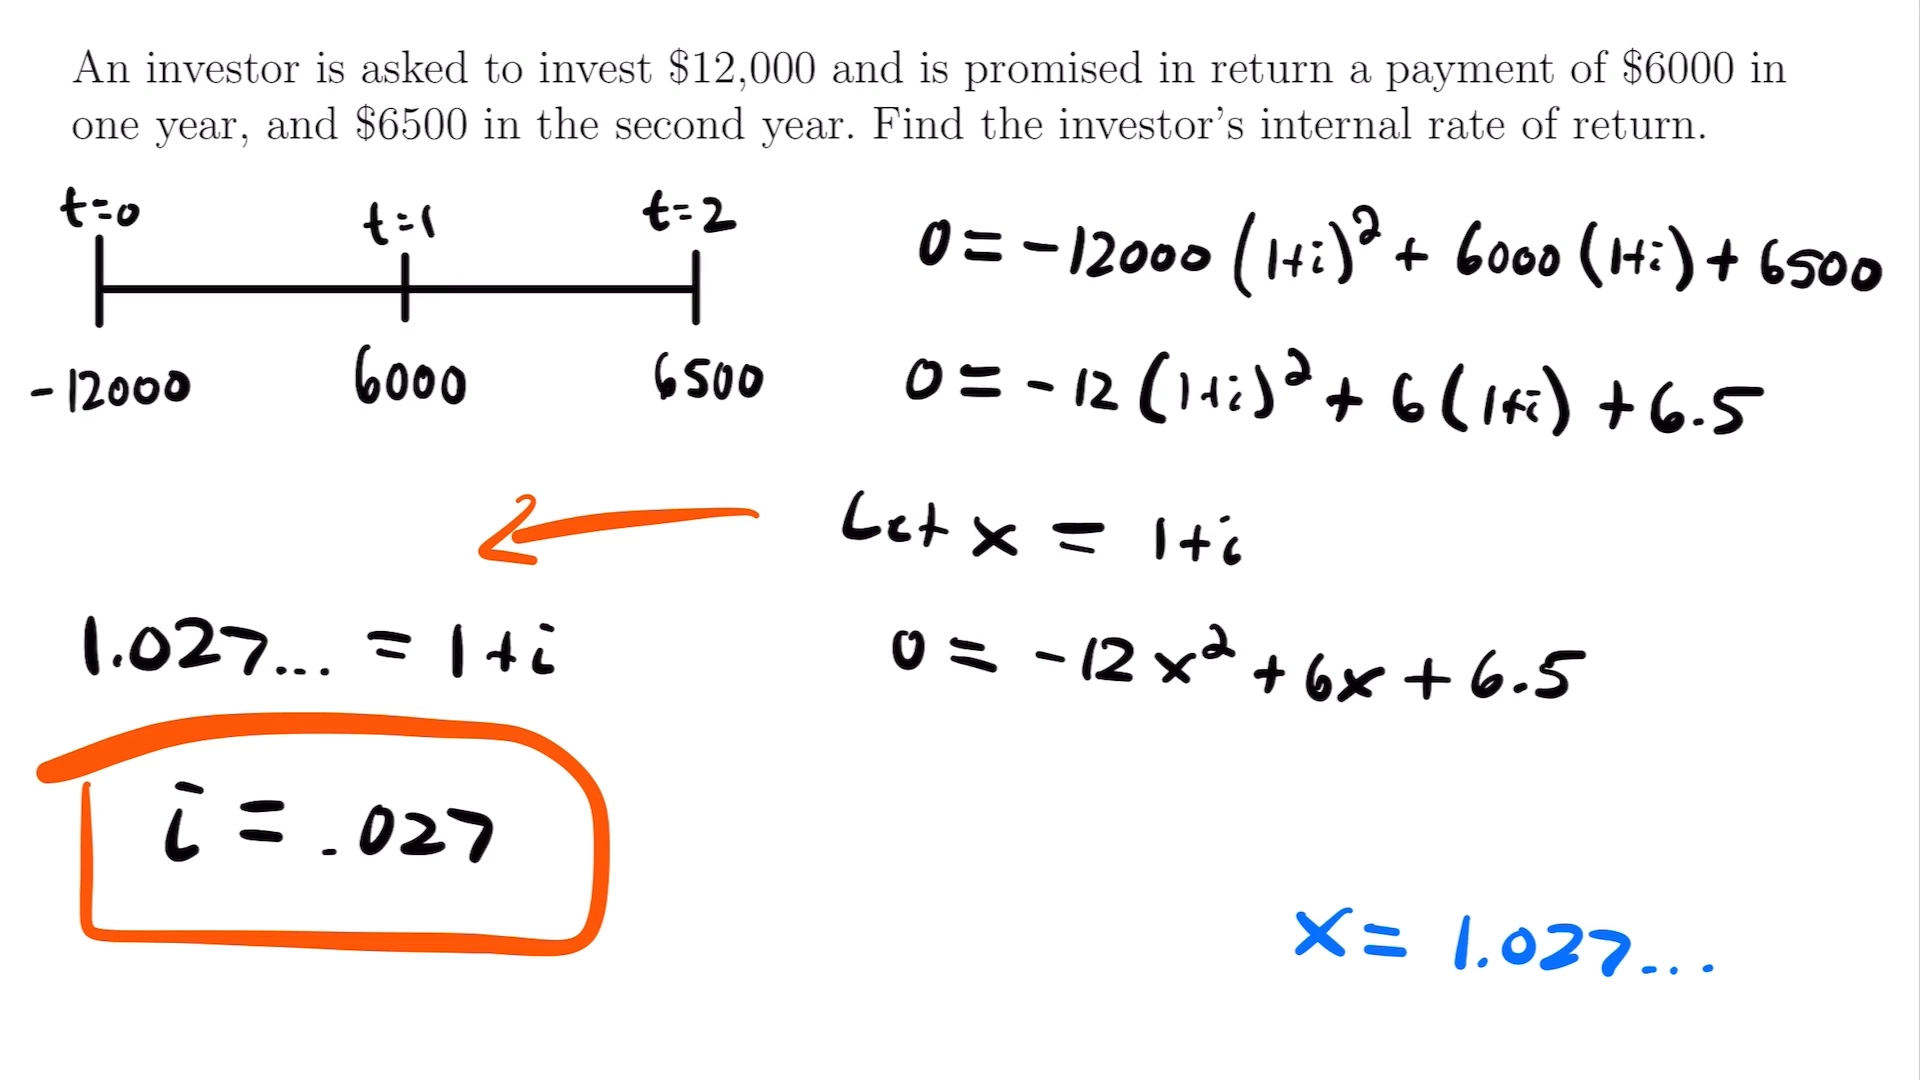 An investor is asked to invest $12,000 and is promised in return a payment of $6000 in
one year, and $6500 in the second year. Find the investor's internal rate of return.
t=0 t=1 t=2
-12000 6000 6500
0 = -12000 (1+i)² + 6000 (1+i) + 6500
0 = -12 (1+i)² + 6 (1+i) + 6.5
Let x = 1+i
0 = -12x² + 6x + 6.5
x = 1.027...
1.027... = 1+i
i = .027